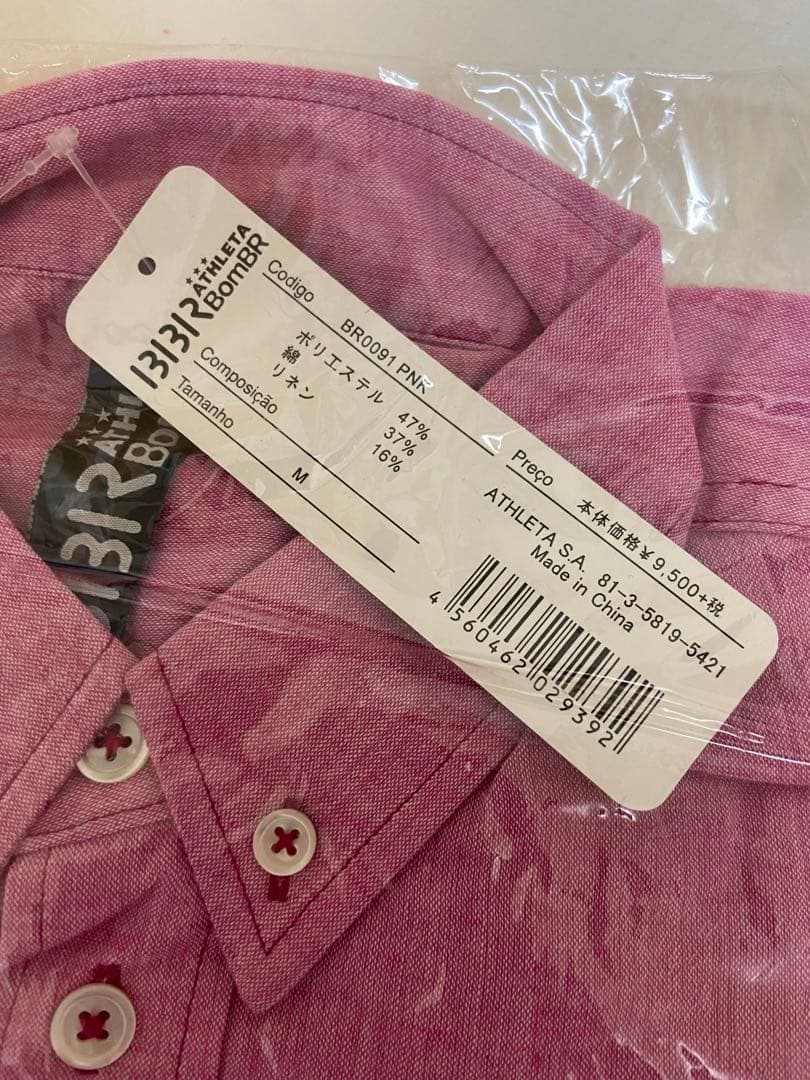 BBR ATHLETA
BomBR
Codigo
BR0091 PNK
Composição
ポリエステル 47%
綿 37%
リネン 16%
Tamanho
M
Preço
本体価格¥9,500+税
ATHLETA S.A. 81-3-5819-5421
Made in China
4 560462 029392
BBR